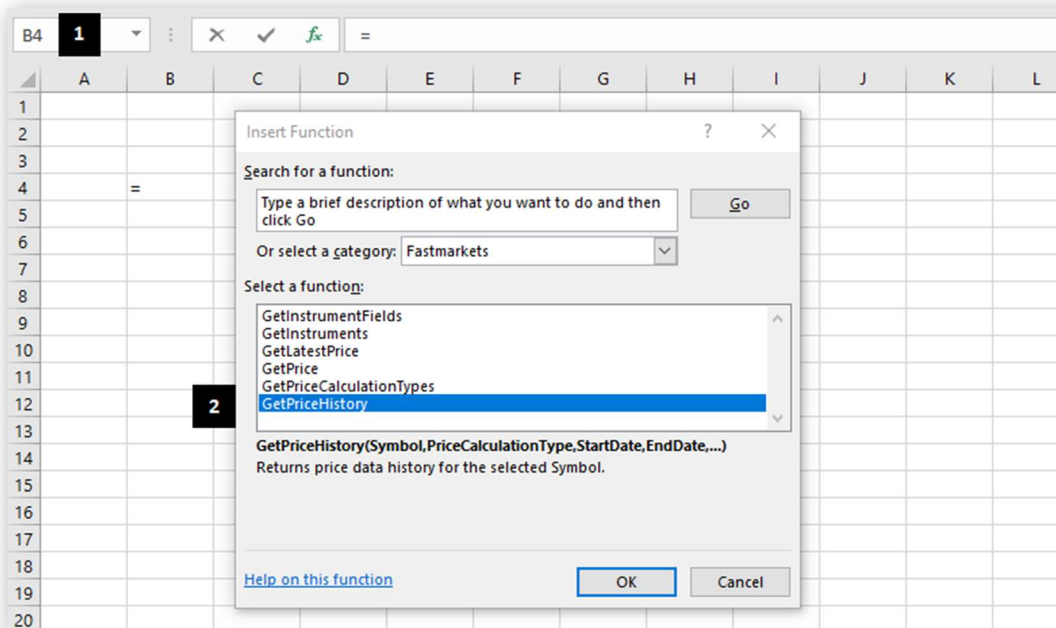 B4 1 fx =
A B C D E F G H I J K L
1
2 Insert Function ?
3 Search for a function:
4 = Type a brief description of what you want to do and then Go
5 click Go
6 Or select a category: Fastmarkets
7 Select a function:
8 GetInstrumentFields
9 GetInstruments
10 GetLatestPrice
GetPrice
11 GetPriceCalculationTypes
12 2 GetPriceHistory
13
14 GetPriceHistory(Symbol,PriceCalculationType,StartDate,EndDate,...)
Returns price data history for the selected Symbol.
15
16
17
18
19 Help on this function OK Cancel
20